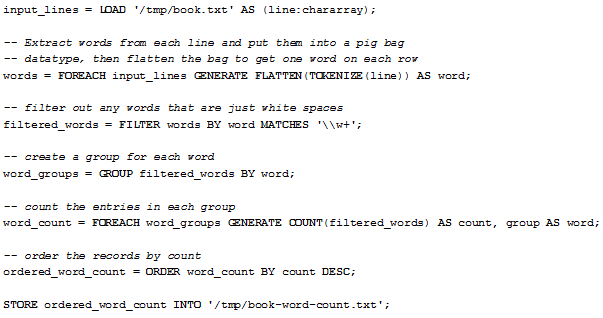 input_lines = LOAD '/tmp/book.txt' AS (line:chararray);
-- Extract words from each line and put them into a pig bag
-- datatype, then flatten the bag to get one word on each row
words = FOREACH input_lines GENERATE FLATTEN(TOKENIZE(line)) AS word;
-- filter out any words that are just white spaces
filtered_words = FILTER words BY word MATCHES '\\w+';
-- create a group for each word
word_groups = GROUP filtered_words BY word;
-- count the entries in each group
word_count = FOREACH word_groups GENERATE COUNT(filtered_words) AS count, group AS word;
-- order the records by count
ordered_word_count = ORDER word_count BY count DESC;
STORE ordered_word_count INTO '/tmp/book-word-count.txt';